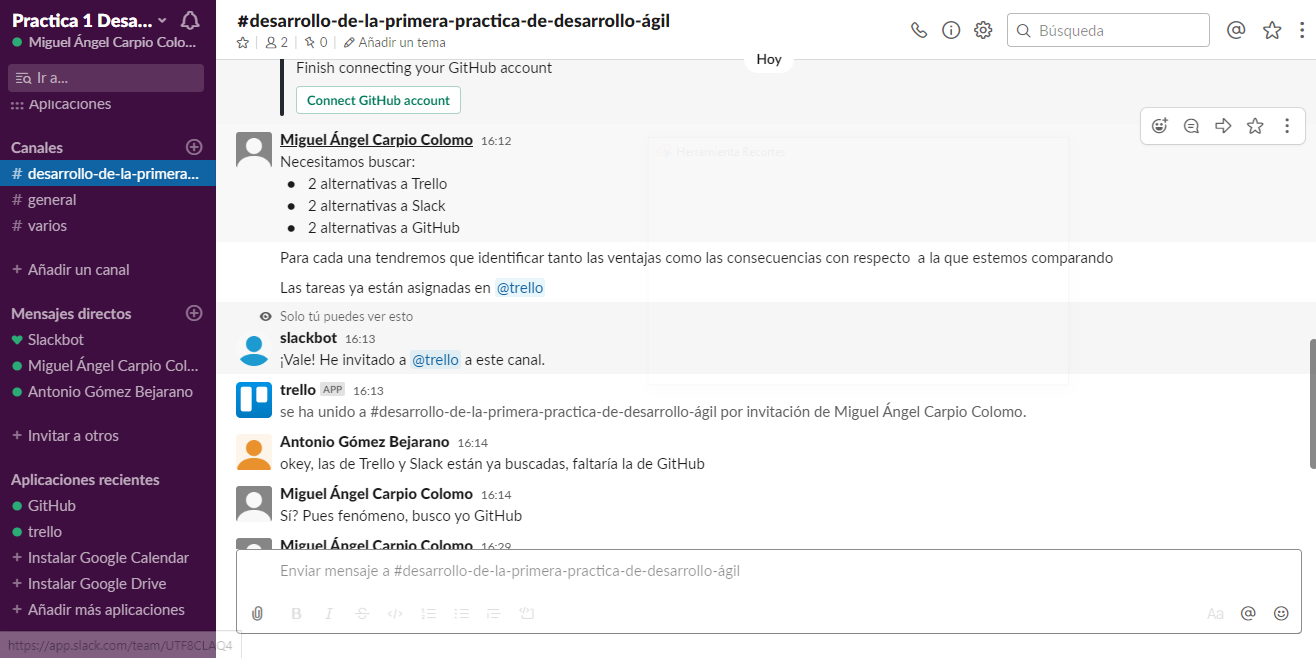 Practica 1 Desa...
Miguel Ángel Carpio Colo...
Ir a...
Aplicaciones
Canales
# desarrollo-de-la-primera...
# general
# varios
+ Añadir un canal
Mensajes directos
Slackbot
Miguel Ángel Carpio Col...
Antonio Gómez Bejarano
+ Invitar a otros
Aplicaciones recientes
GitHub
trello
+ Instalar Google Calendar
+ Instalar Google Drive
+ Añadir más aplicaciones
https://app.slack.com/team/UTF8CLAQ4
#desarrollo-de-la-primera-practica-de-desarrollo-ágil
2 0 Añadir un tema
Búsqueda
Hoy
Finish connecting your GitHub account
Connect GitHub account
Miguel Ángel Carpio Colomo 16:12
Necesitamos buscar:
● 2 alternativas a Trello
● 2 alternativas a Slack
● 2 alternativas a GitHub
Herramienta Recortes
Para cada una tendremos que identificar tanto las ventajas como las consecuencias con respecto a la que estemos comparando
Las tareas ya están asignadas en @trello
Solo tú puedes ver esto
slackbot 16:13
¡Vale! He invitado a @trello a este canal.
trello APP 16:13
se ha unido a #desarrollo-de-la-primera-practica-de-desarrollo-ágil por invitación de Miguel Ángel Carpio Colomo.
Antonio Gómez Bejarano 16:14
okey, las de Trello y Slack están ya buscadas, faltaría la de GitHub
Miguel Ángel Carpio Colomo 16:14
Sí? Pues fenómeno, busco yo GitHub
Miguel Ángel Carpio Colomo 16:29
Enviar mensaje a #desarrollo-de-la-primera-practica-de-desarrollo-ágil
B I S </> Aa @